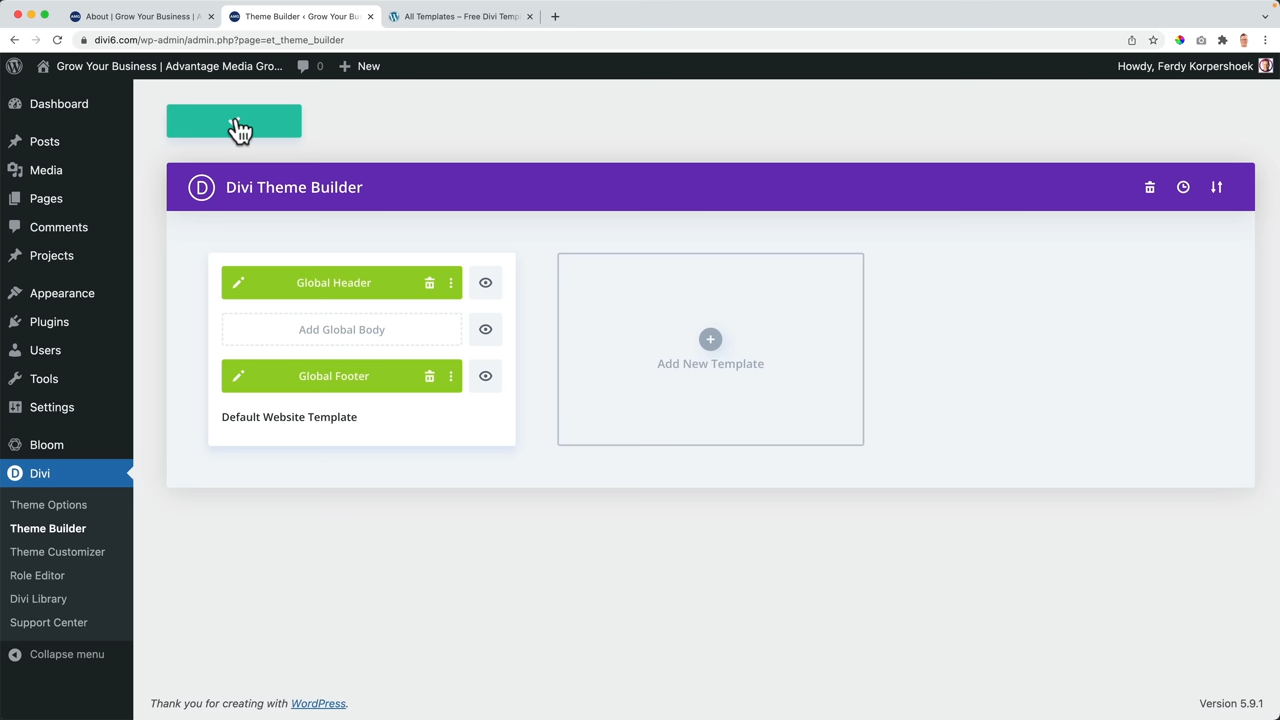 About | Grow Your Business | A
Theme Builder ‹ Grow Your Bus
All Templates – Free Divi Templ
divi6.com/wp-admin/admin.php?page=et_theme_builder
Grow Your Business | Advantage Media Gro...
0
New
Howdy, Ferdy Korpershoek
Dashboard
Posts
Media
Pages
Comments
Projects
Appearance
Plugins
Users
Tools
Settings
Bloom
Divi
Theme Options
Theme Builder
Theme Customizer
Role Editor
Divi Library
Support Center
Collapse menu
D Divi Theme Builder
Global Header
Add Global Body
Global Footer
Default Website Template
Add New Template
Thank you for creating with WordPress.
Version 5.9.1